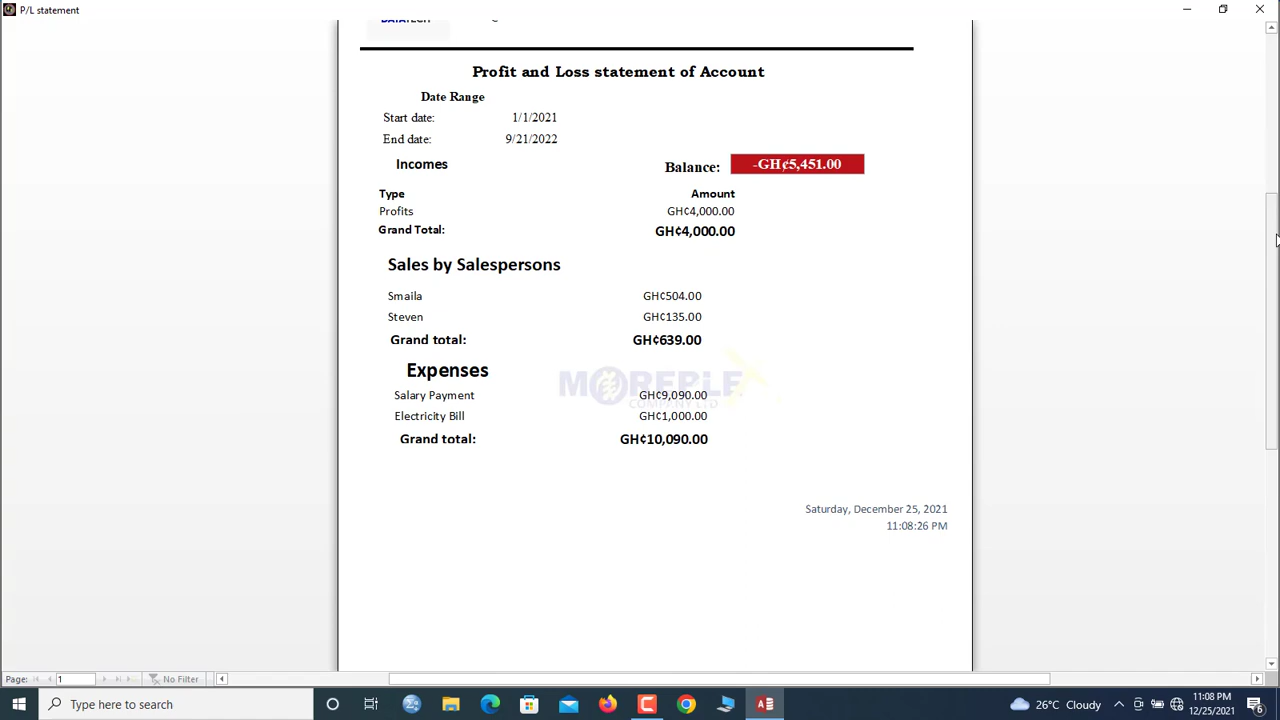 P/L statement
DATATECH
Profit and Loss statement of Account
Date Range
Start date: 1/1/2021
End date: 9/21/2022
Incomes Balance: -GH₵5,451.00
Type Amount
Profits GH₵4,000.00
Grand Total: GH₵4,000.00
Sales by Salespersons
Smaila GH₵504.00
Steven GH₵135.00
Grand total: GH₵639.00
Expenses
MOREPLE
COMPANY LTD
Salary Payment GH₵9,090.00
Electricity Bill GH₵1,000.00
Grand total: GH₵10,090.00
Saturday, December 25, 2021
11:08:26 PM
Page: 1 No Filter
Type here to search
26°C Cloudy
11:08 PM
12/25/2021
6